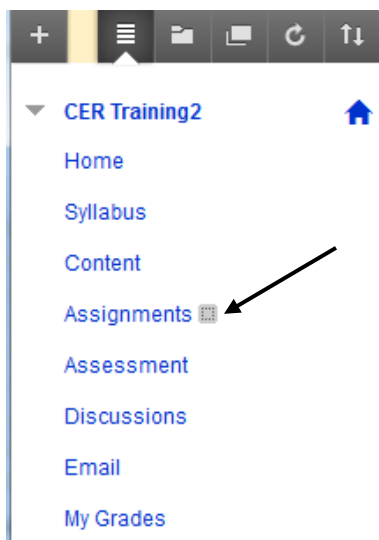 CER Training2
Home
Syllabus
Content
Assignments
Assessment
Discussions
Email
My Grades